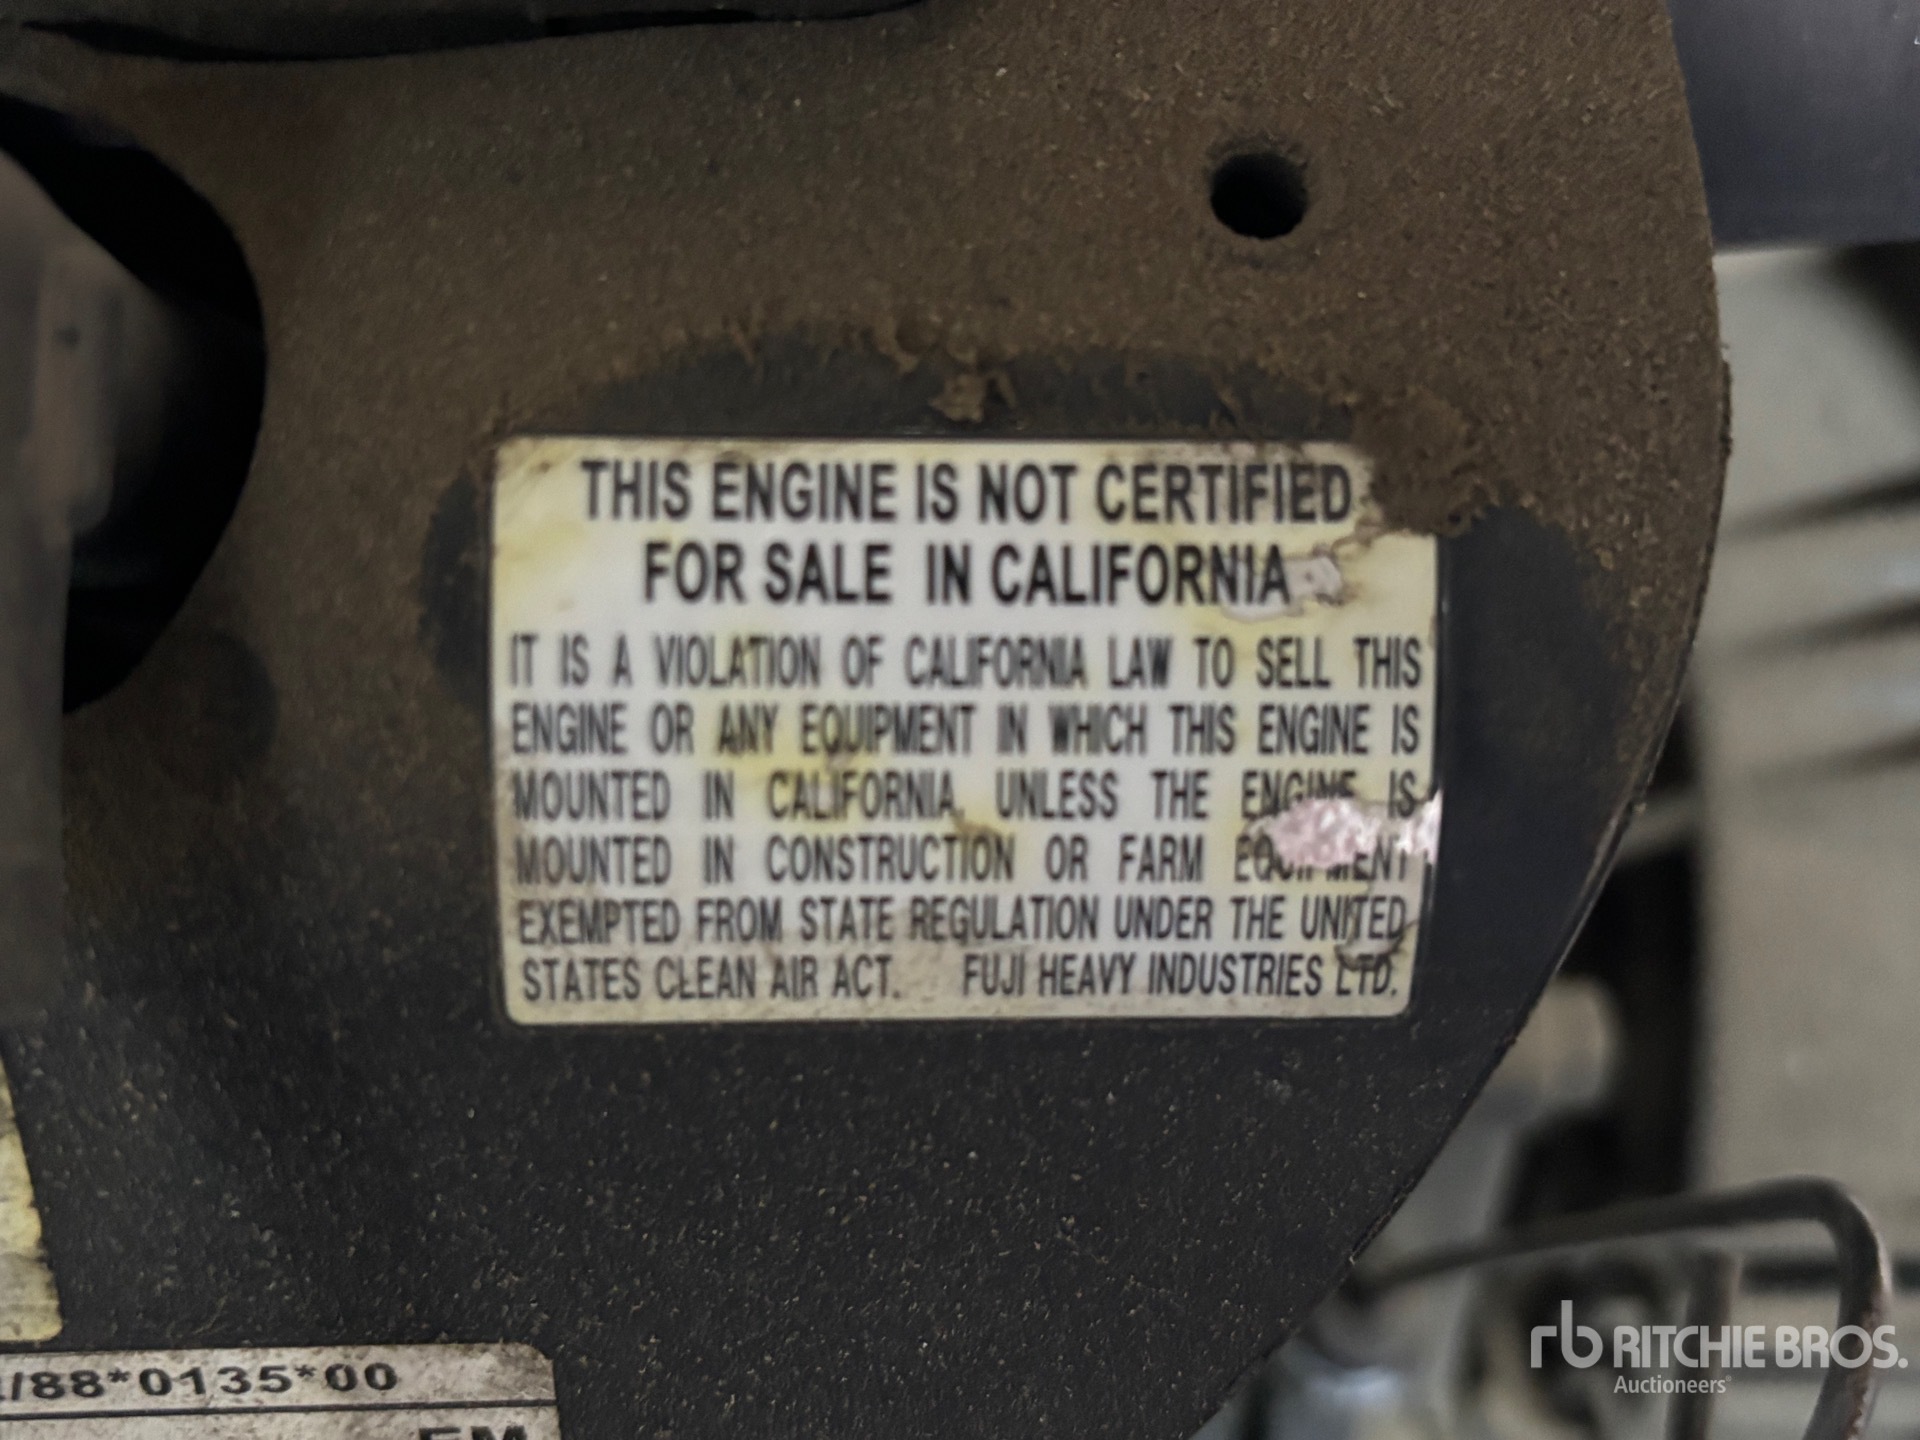 THIS ENGINE IS NOT CERTIFIED
FOR SALE IN CALIFORNIA
IT IS A VIOLATION OF CALIFORNIA LAW TO SELL THIS
ENGINE OR ANY EQUIPMENT IN WHICH THIS ENGINE IS
MOUNTED IN CALIFORNIA, UNLESS THE ENGINE IS
MOUNTED IN CONSTRUCTION OR FARM EQUIPMENT
EXEMPTED FROM STATE REGULATION UNDER THE UNITED
STATES CLEAN AIR ACT. FUJI HEAVY INDUSTRIES LTD.
/88*0135*00
EM
rb RITCHIE BROS.
Auctioneers